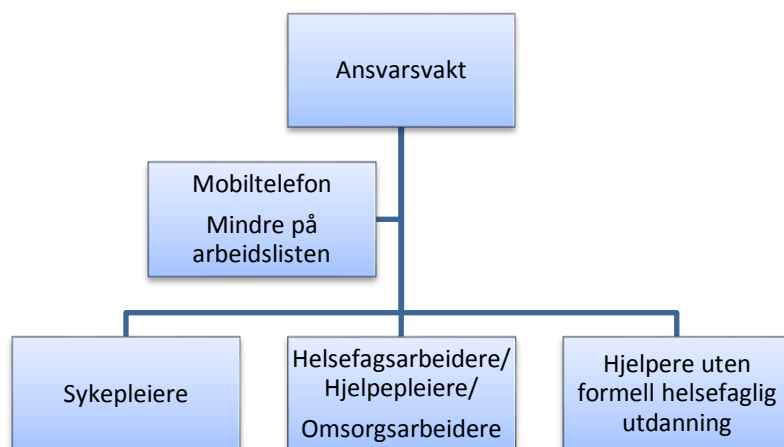 Ansvarsvakt
Mobiltelefon
Mindre på
arbeidslisten
Sykepleiere
Helsefagsarbeidere/
Hjelpepleiere/
Omsorgsarbeidere
Hjelpere uten
formell helsefaglig
utdanning